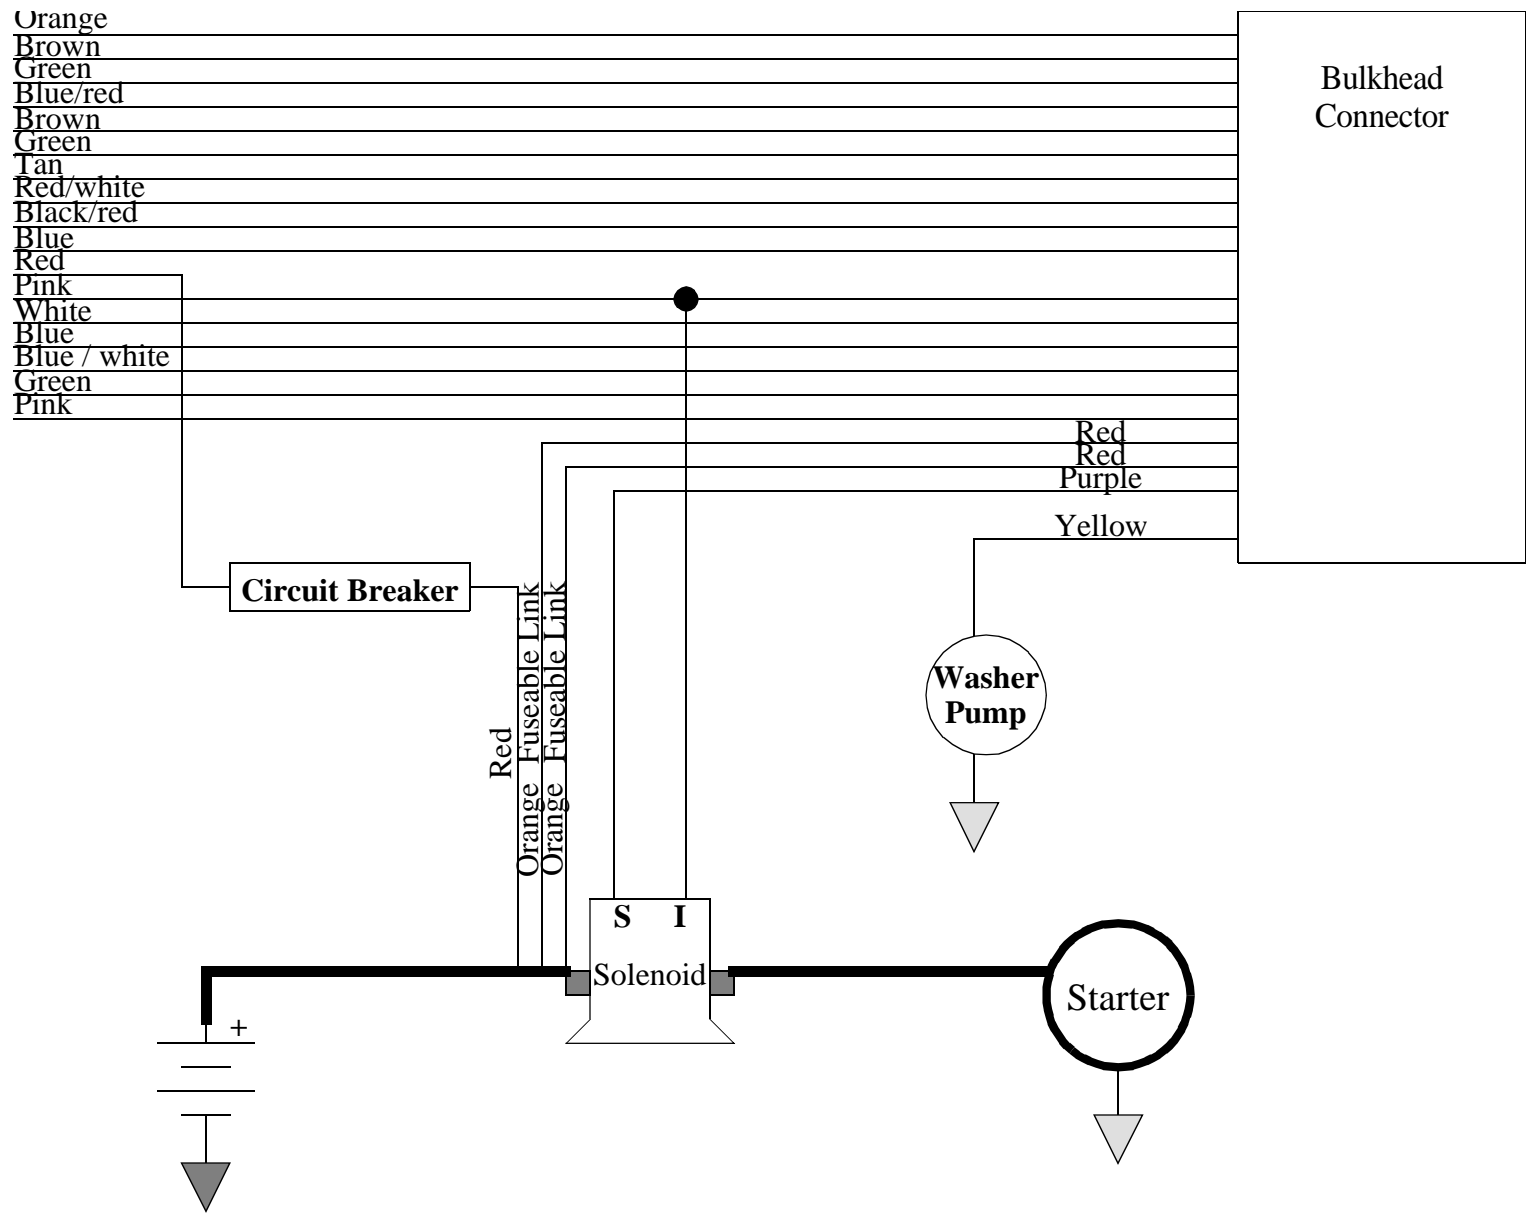 Orange
Brown
Green
Blue/red
Brown
Green
Tan
Red/white
Black/red
Blue
Red
Pink
White
Blue
Blue / white
Green
Pink
Bulkhead
Connector
Red
Red
Purple
Yellow
Circuit Breaker
Red
Orange Fuseable Link
Orange Fuseable Link
Washer
Pump
S I
Solenoid
Starter
+